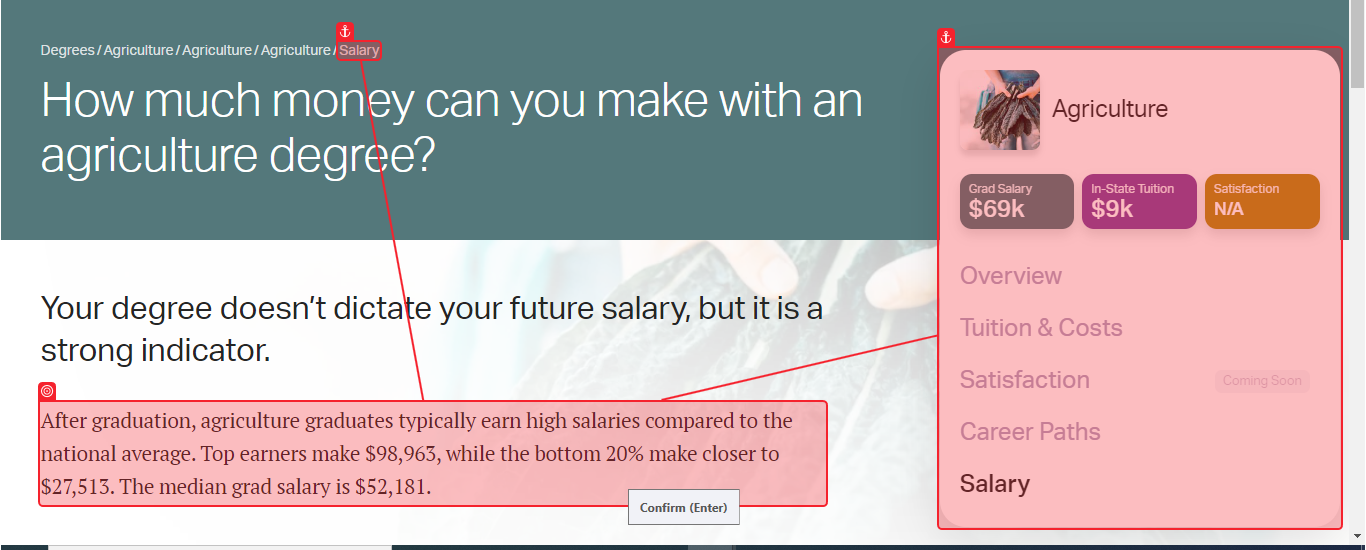 Degrees / Agriculture / Agriculture / Agriculture / Salary
How much money can you make with an
agriculture degree?
Your degree doesn't dictate your future salary, but it is a
strong indicator.
After graduation, agriculture graduates typically earn high salaries compared to the
national average. Top earners make $98,963, while the bottom 20% make closer to
$27,513. The median grad salary is $52,181.
Confirm (Enter)
Agriculture
Grad Salary
$69k
In-State Tuition
$9k
Satisfaction
N/A
Overview
Tuition & Costs
Satisfaction
Coming Soon
Career Paths
Salary